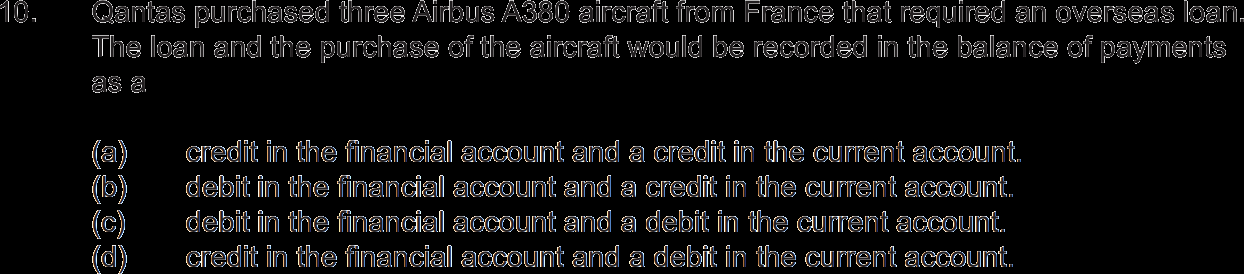 10. Qantas purchased three Airbus A380 aircraft from France that required an overseas loan.
The loan and the purchase of the aircraft would be recorded in the balance of payments
as a
(a) credit in the financial account and a credit in the current account.
(b) debit in the financial account and a credit in the current account.
(c) debit in the financial account and a debit in the current account.
(d) credit in the financial account and a debit in the current account.